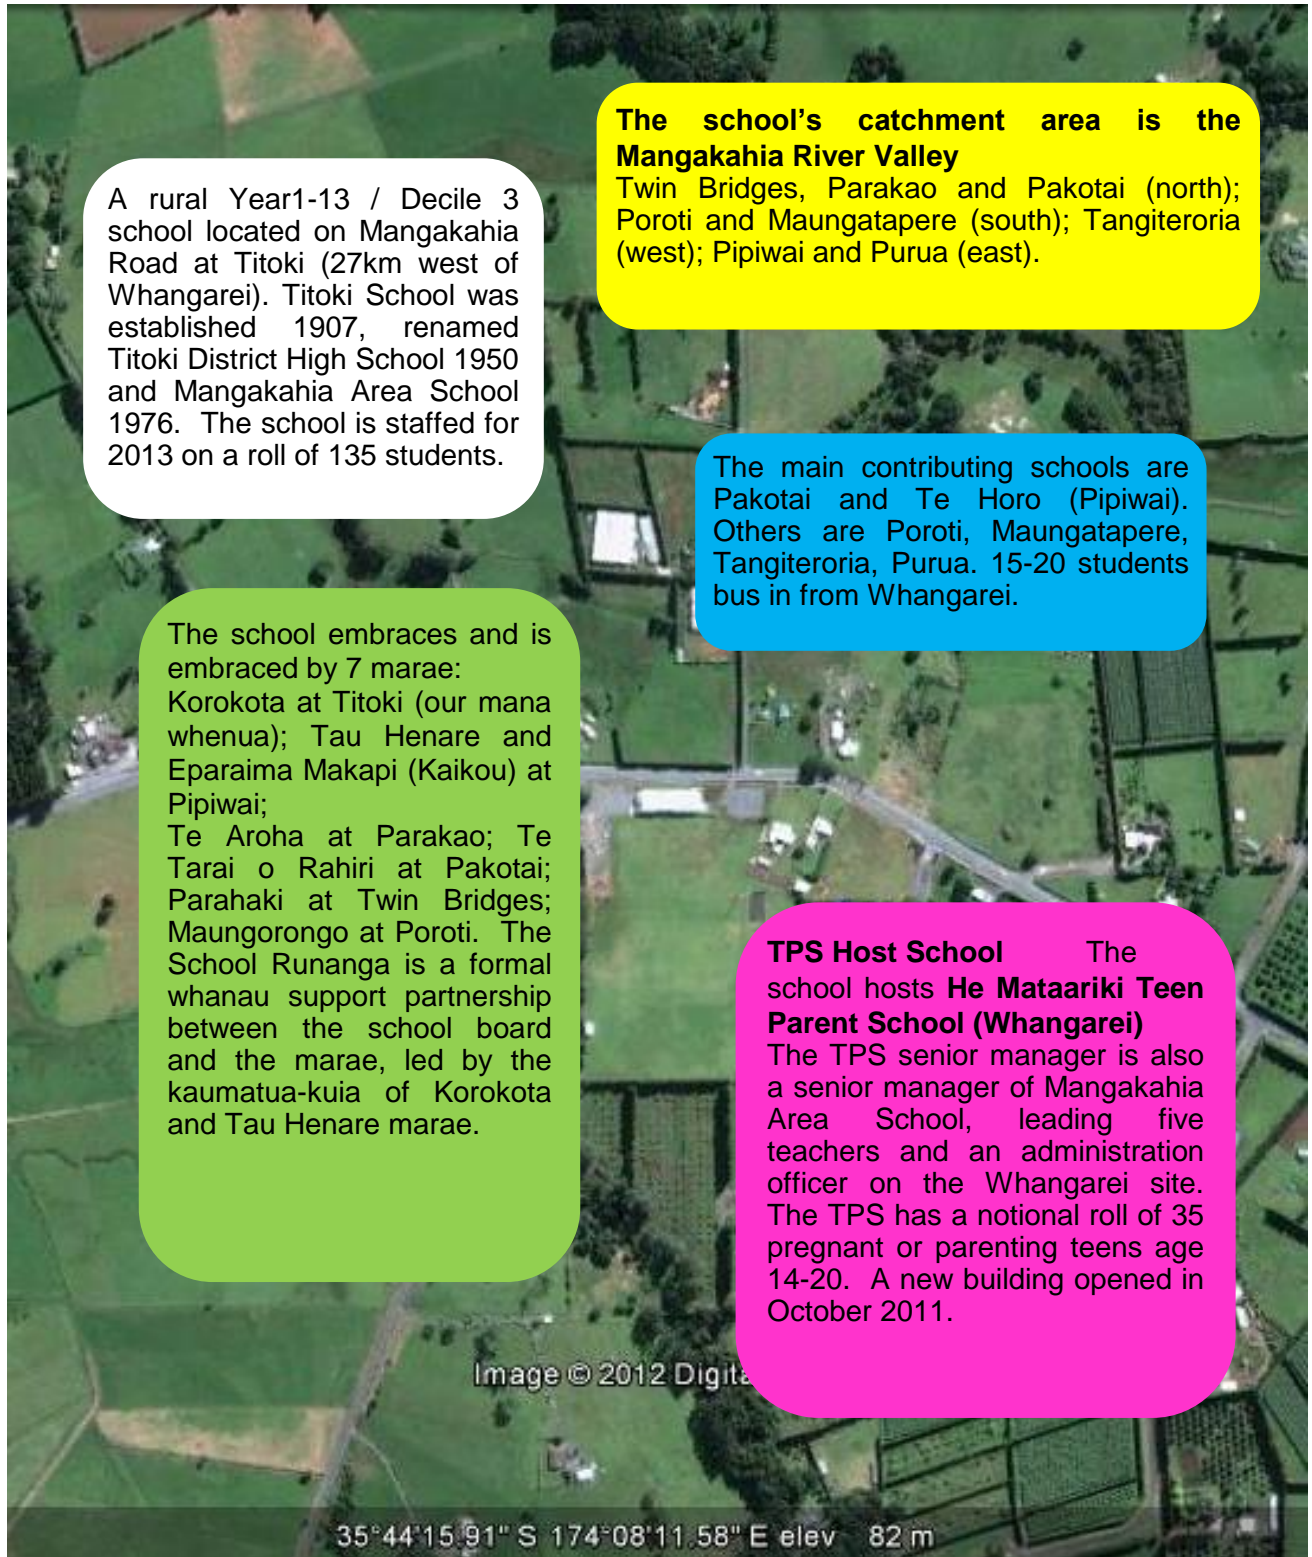 The school's catchment area is the
Mangakahia River Valley
Twin Bridges, Parakao and Pakotai (north);
Poroti and Maungatapere (south); Tangiteroria
(west); Pipiwai and Purua (east).
A rural Year1-13 / Decile 3
school located on Mangakahia
Road at Titoki (27km west of
Whangarei). Titoki School was
established 1907, renamed
Titoki District High School 1950
and Mangakahia Area School
1976. The school is staffed for
2013 on a roll of 135 students.
The main contributing schools are
Pakotai and Te Horo (Pipiwai).
Others are Poroti, Maungatapere,
Tangiteroria, Purua. 15-20 students
bus in from Whangarei.
The school embraces and is
embraced by 7 marae:
Korokota at Titoki (our mana
whenua); Tau Henare and
Eparaima Makapi (Kaikou) at
Pipiwai;
Te Aroha at Parakao; Te
Tarai o Rahiri at Pakotai;
Parahaki at Twin Bridges;
Maungorongo at Poroti. The
School Runanga is a formal
whanau support partnership
between the school board
and the marae, led by the
kaumatua-kuia of Korokota
and Tau Henare marae.
TPS Host School The
school hosts He Mataariki Teen
Parent School (Whangarei)
The TPS senior manager is also
a senior manager of Mangakahia
Area School, leading five
teachers and an administration
officer on the Whangarei site.
The TPS has a notional roll of 35
pregnant or parenting teens age
14-20. A new building opened in
October 2011.
Image © 2012 Digita
35°44'15.91" S 174°08'11.58" E elev 82 m